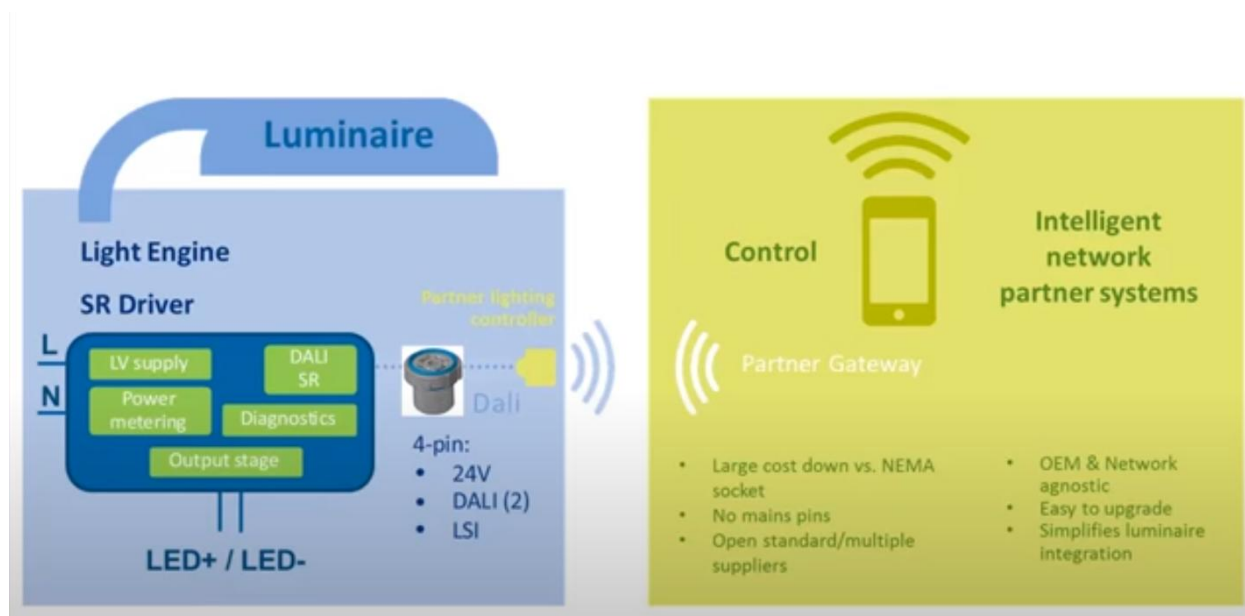 Luminaire
Light Engine
SR Driver
Partner lighting
controller
L
N
LV supply
DALI
SR
Power
metering
Diagnostics
Output stage
Dali
4-pin:
• 24V
• DALI (2)
• LSI
LED+ / LED-
Control
Intelligent
network
partner systems
Partner Gateway
• Large cost down vs. NEMA
socket
• No mains pins
• Open standard/multiple
suppliers
• OEM & Network
agnostic
• Easy to upgrade
• Simplifies luminaire
integration